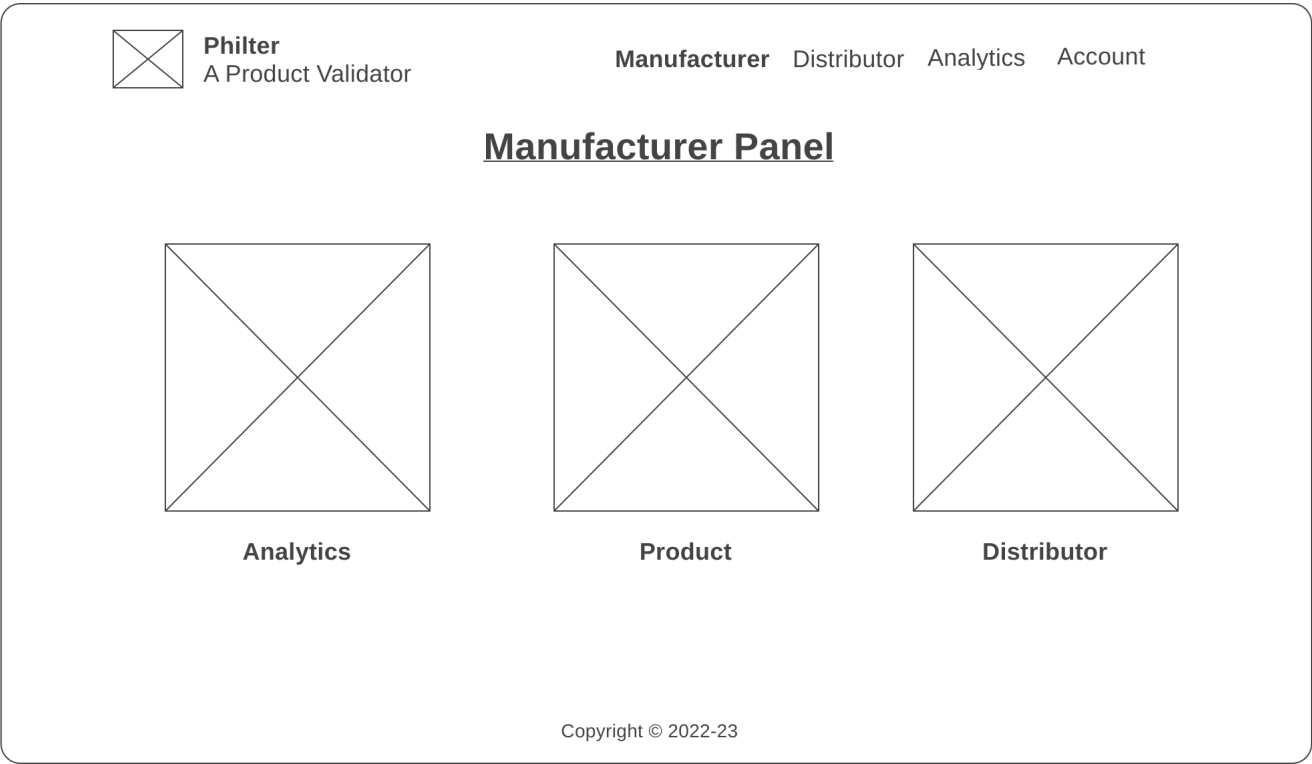 Philter
A Product Validator
Manufacturer Distributor Analytics Account
Manufacturer Panel
Analytics Product Distributor
Copyright © 2022-23